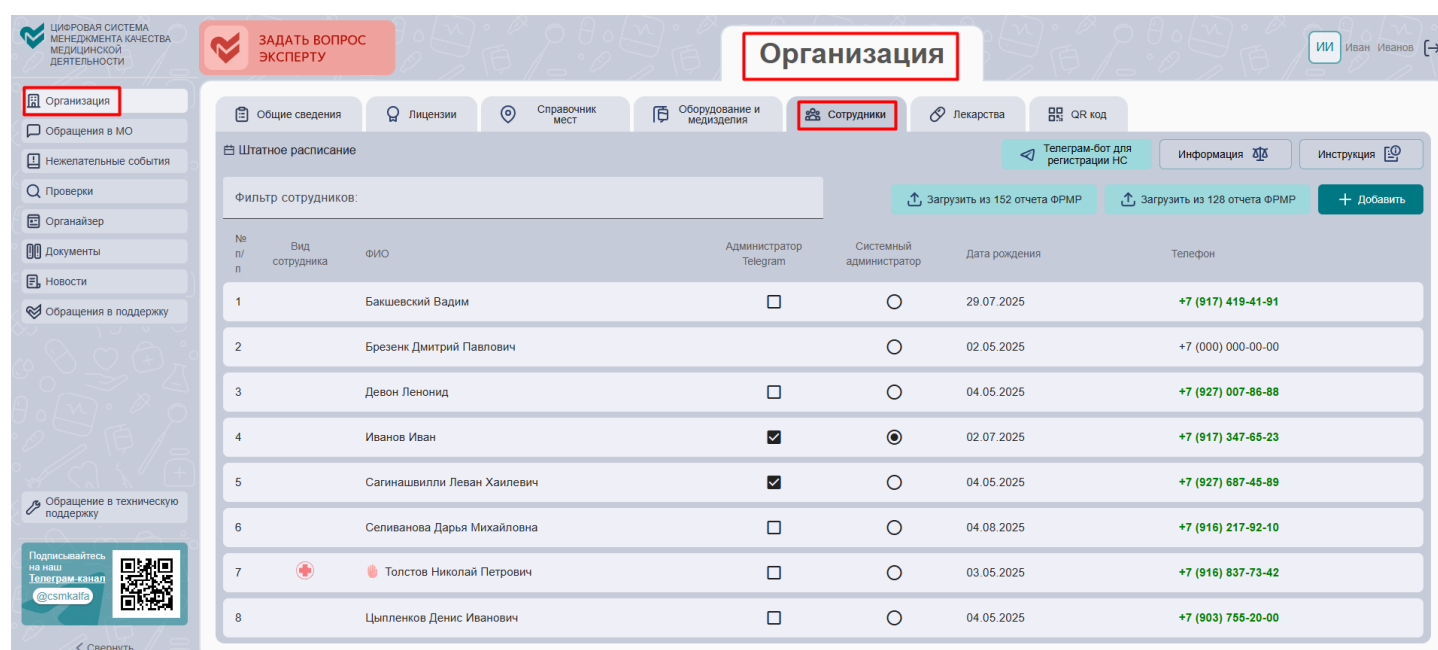 ЦИФРОВАЯ СИСТЕМА
МЕНЕДЖМЕНТА КАЧЕСТВА
МЕДИЦИНСКОЙ
ДЕЯТЕЛЬНОСТИ
ЗАДАТЬ ВОПРОС
ЭКСПЕРТУ
Организация
ИИ Иван Иванов
Организация
Обращения в МО
Нежелательные события
Проверки
Органайзер
Документы
Новости
Обращения в поддержку
Обращение в техническую
поддержку
Подписывайтесь
на наш
Телеграм-канал
@csmkalfa
Свернуть
Общие сведения
Лицензии
Справочник
мест
Оборудование и
медизделия
Сотрудники
Лекарства
QR код
Штатное расписание
Телеграм-бот для
регистрации НС
Информация
Инструкция
Фильтр сотрудников:
Загрузить из 152 отчета ФРМР
Загрузить из 128 отчета ФРМР
+ Добавить
№
п/
п
Вид
сотрудника
ФИО
Администратор
Telegram
Системный
администратор
Дата рождения
Телефон
1 Бакшевский Вадим 29.07.2025 +7 (917) 419-41-91
2 Брезенк Дмитрий Павлович 02.05.2025 +7 (000) 000-00-00
3 Девон Ленонид 04.05.2025 +7 (927) 007-86-88
4 Иванов Иван 02.07.2025 +7 (917) 347-65-23
5 Сагинашвилли Леван Хаилевич 04.05.2025 +7 (927) 687-45-89
6 Селиванова Дарья Михайловна 04.08.2025 +7 (916) 217-92-10
7 Толстов Николай Петрович 03.05.2025 +7 (916) 837-73-42
8 Цыпленков Денис Иванович 04.05.2025 +7 (903) 755-20-00